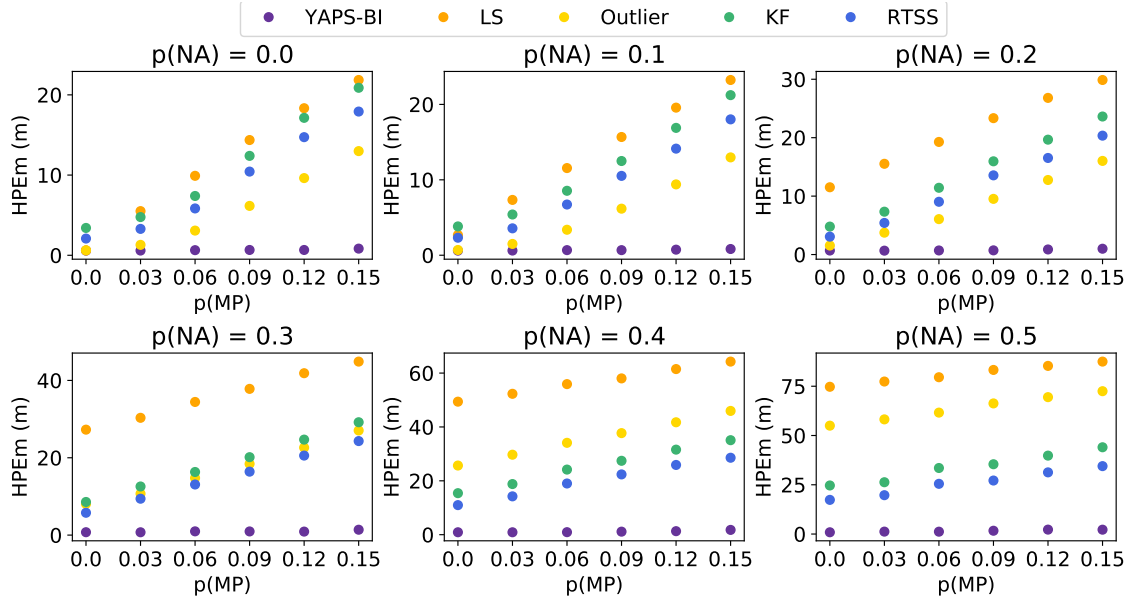 YAPS-BI LS Outlier KF RTSS
p(NA) = 0.0
HPEm (m)
20
10
0
0.0 0.03 0.06 0.09 0.12 0.15
p(MP)
p(NA) = 0.1
HPEm (m)
20
10
0
0.0 0.03 0.06 0.09 0.12 0.15
p(MP)
p(NA) = 0.2
HPEm (m)
30
20
10
0
0.0 0.03 0.06 0.09 0.12 0.15
p(MP)
p(NA) = 0.3
HPEm (m)
40
20
0
0.0 0.03 0.06 0.09 0.12 0.15
p(MP)
p(NA) = 0.4
HPEm (m)
60
40
20
0
0.0 0.03 0.06 0.09 0.12 0.15
p(MP)
p(NA) = 0.5
HPEm (m)
75
50
25
0
0.0 0.03 0.06 0.09 0.12 0.15
p(MP)